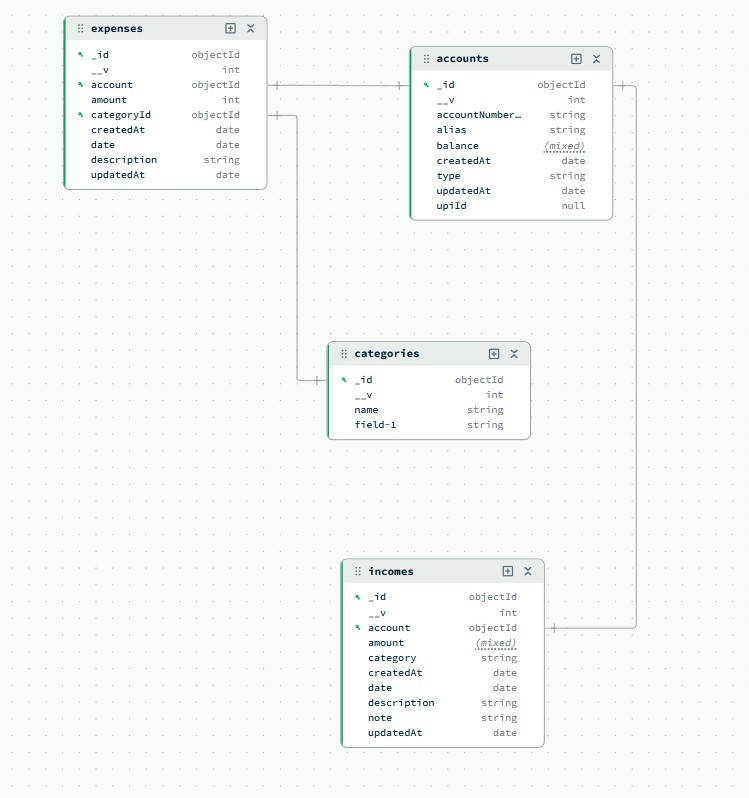 expenses
_id objectId
__v int
account objectId
amount int
categoryId objectId
createdAt date
date date
description string
updatedAt date
accounts
_id objectId
__v int
accountNumber… string
alias string
balance (mixed)
createdAt date
type string
updatedAt date
upiId null
categories
_id objectId
__v int
name string
field-1 string
incomes
_id objectId
__v int
account objectId
amount (mixed)
category string
createdAt date
date date
description string
note string
updatedAt date